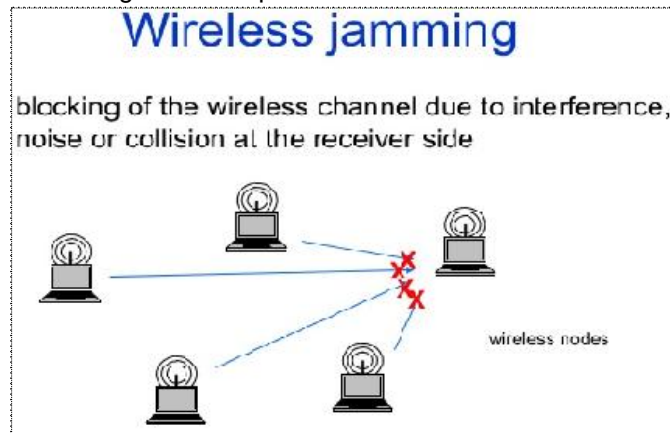 Wireless jamming
blocking of the wireless channel due to interference,
noise or collision at the receiver side
wireless nodes